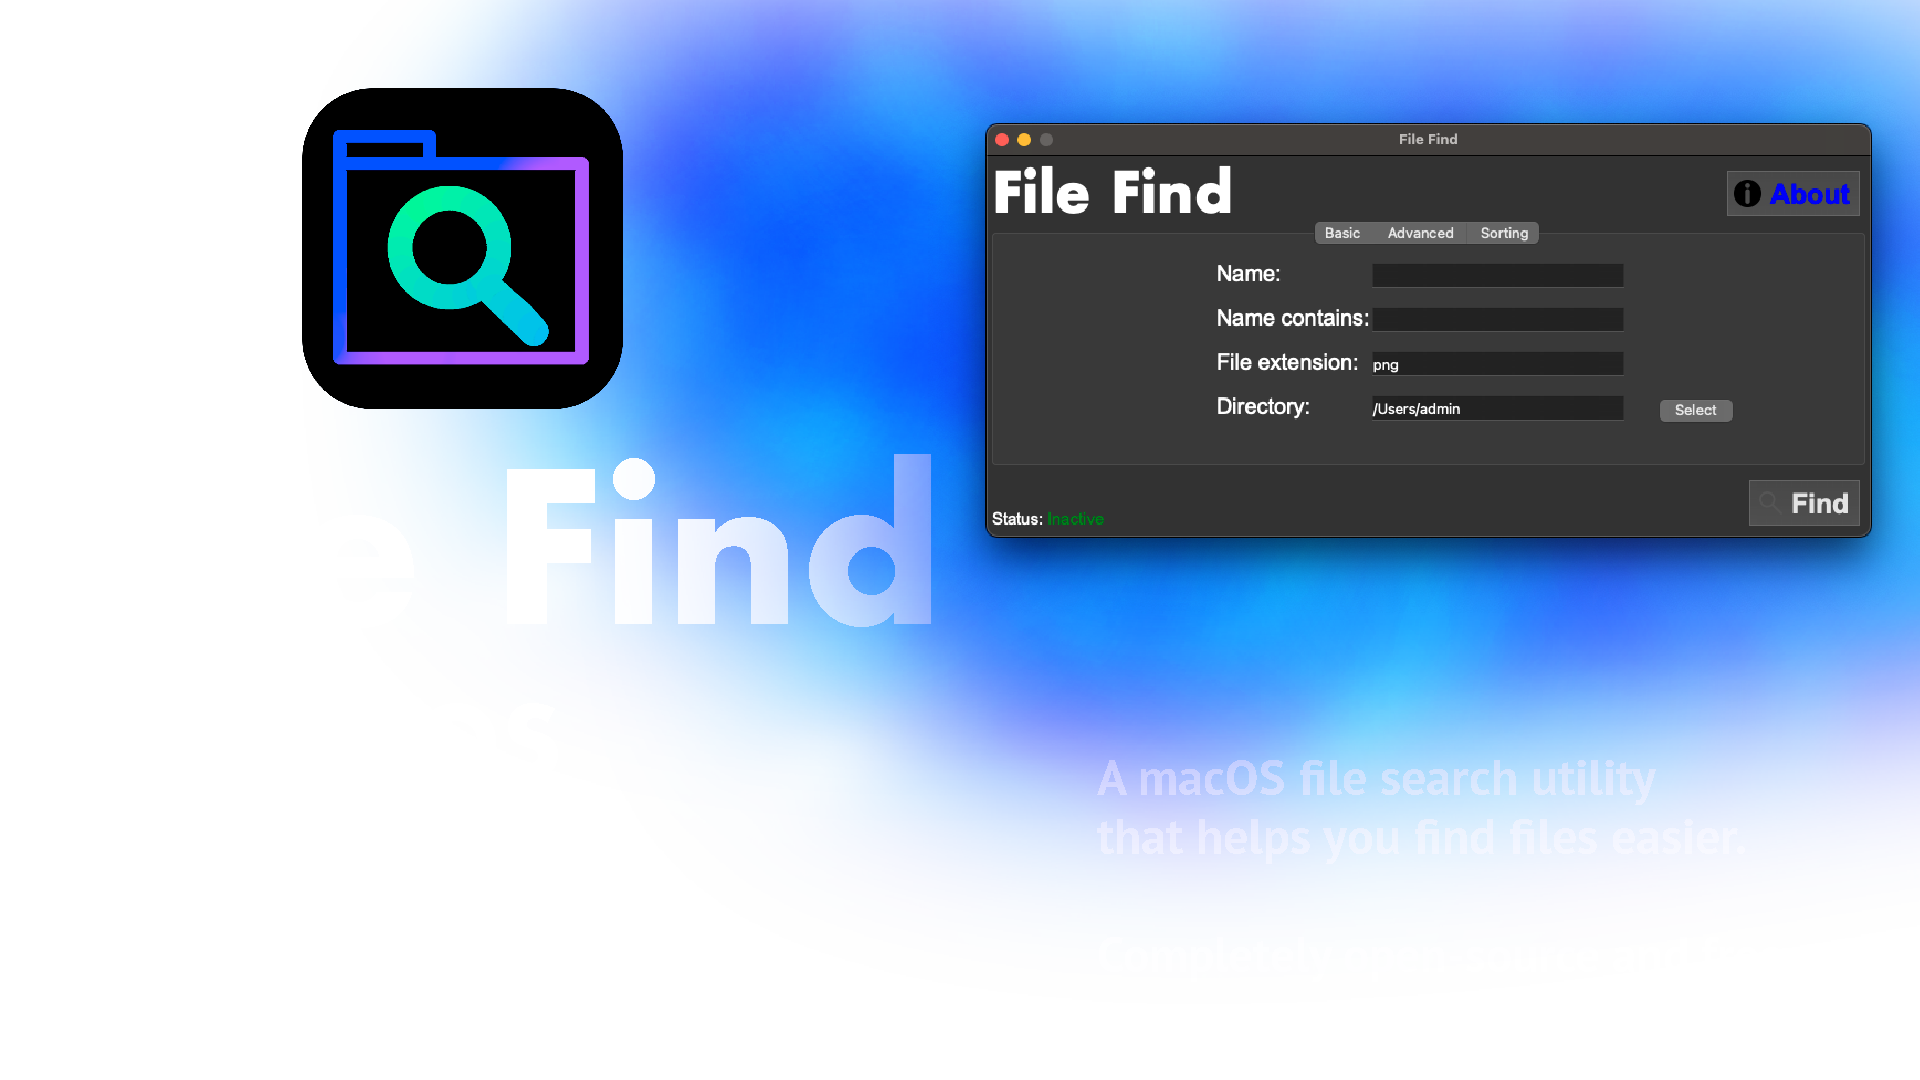 File Find
File Find
About
Basic Advanced Sorting
Name:
Name contains:
File extension: png
Directory: /Users/admin Select
Find
Status: Inactive
Find
A macOS file search utility
that helps you find files easier.